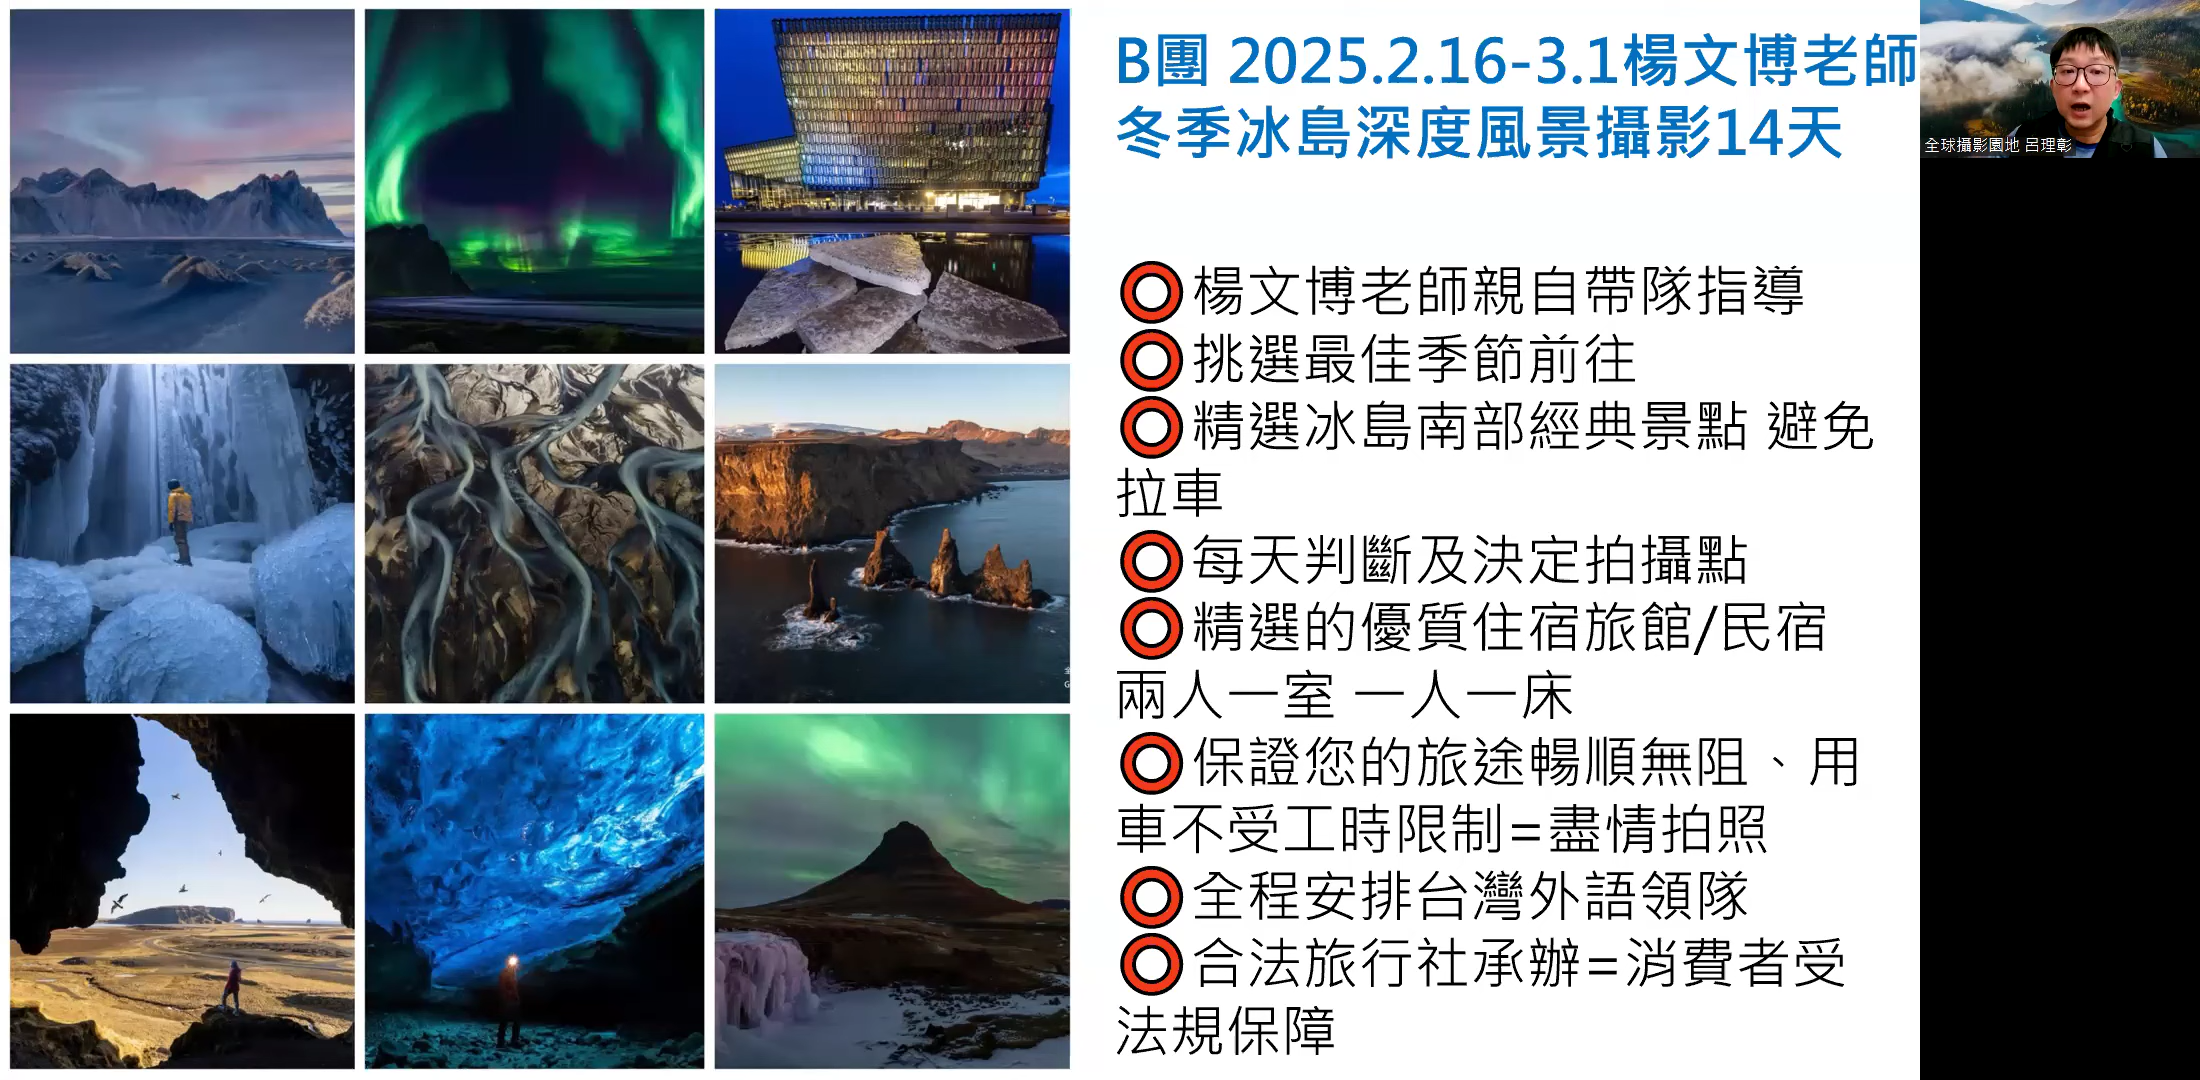 B團 2025.2.16-3.1楊文博老師
冬季冰島深度風景攝影14天
⭕楊文博老師親自帶隊指導
⭕挑選最佳季節前往
⭕精選冰島南部經典景點 避免
拉車
⭕每天判斷及決定拍攝點
⭕精選的優質住宿旅館/民宿
兩人一室 一人一床
⭕保證您的旅途暢順無阻、用
車不受工時限制=盡情拍照
⭕全程安排台灣外語領隊
⭕合法旅行社承辦=消費者受
法規保障
全球攝影園地 呂理彰